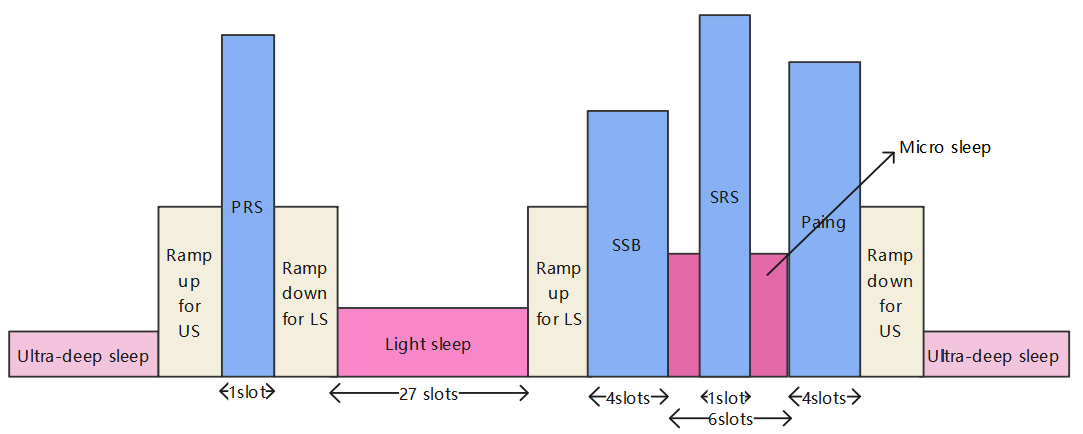 Micro sleep
PRS
SRS
Paing
SSB
Ramp
up
for
US
Ramp
down
for LS
Ramp
up
for LS
Ramp
down
for
US
Ultra-deep sleep
Light sleep
Ultra-deep sleep
1slot
27 slots
4slots
1slot
4slots
6slots